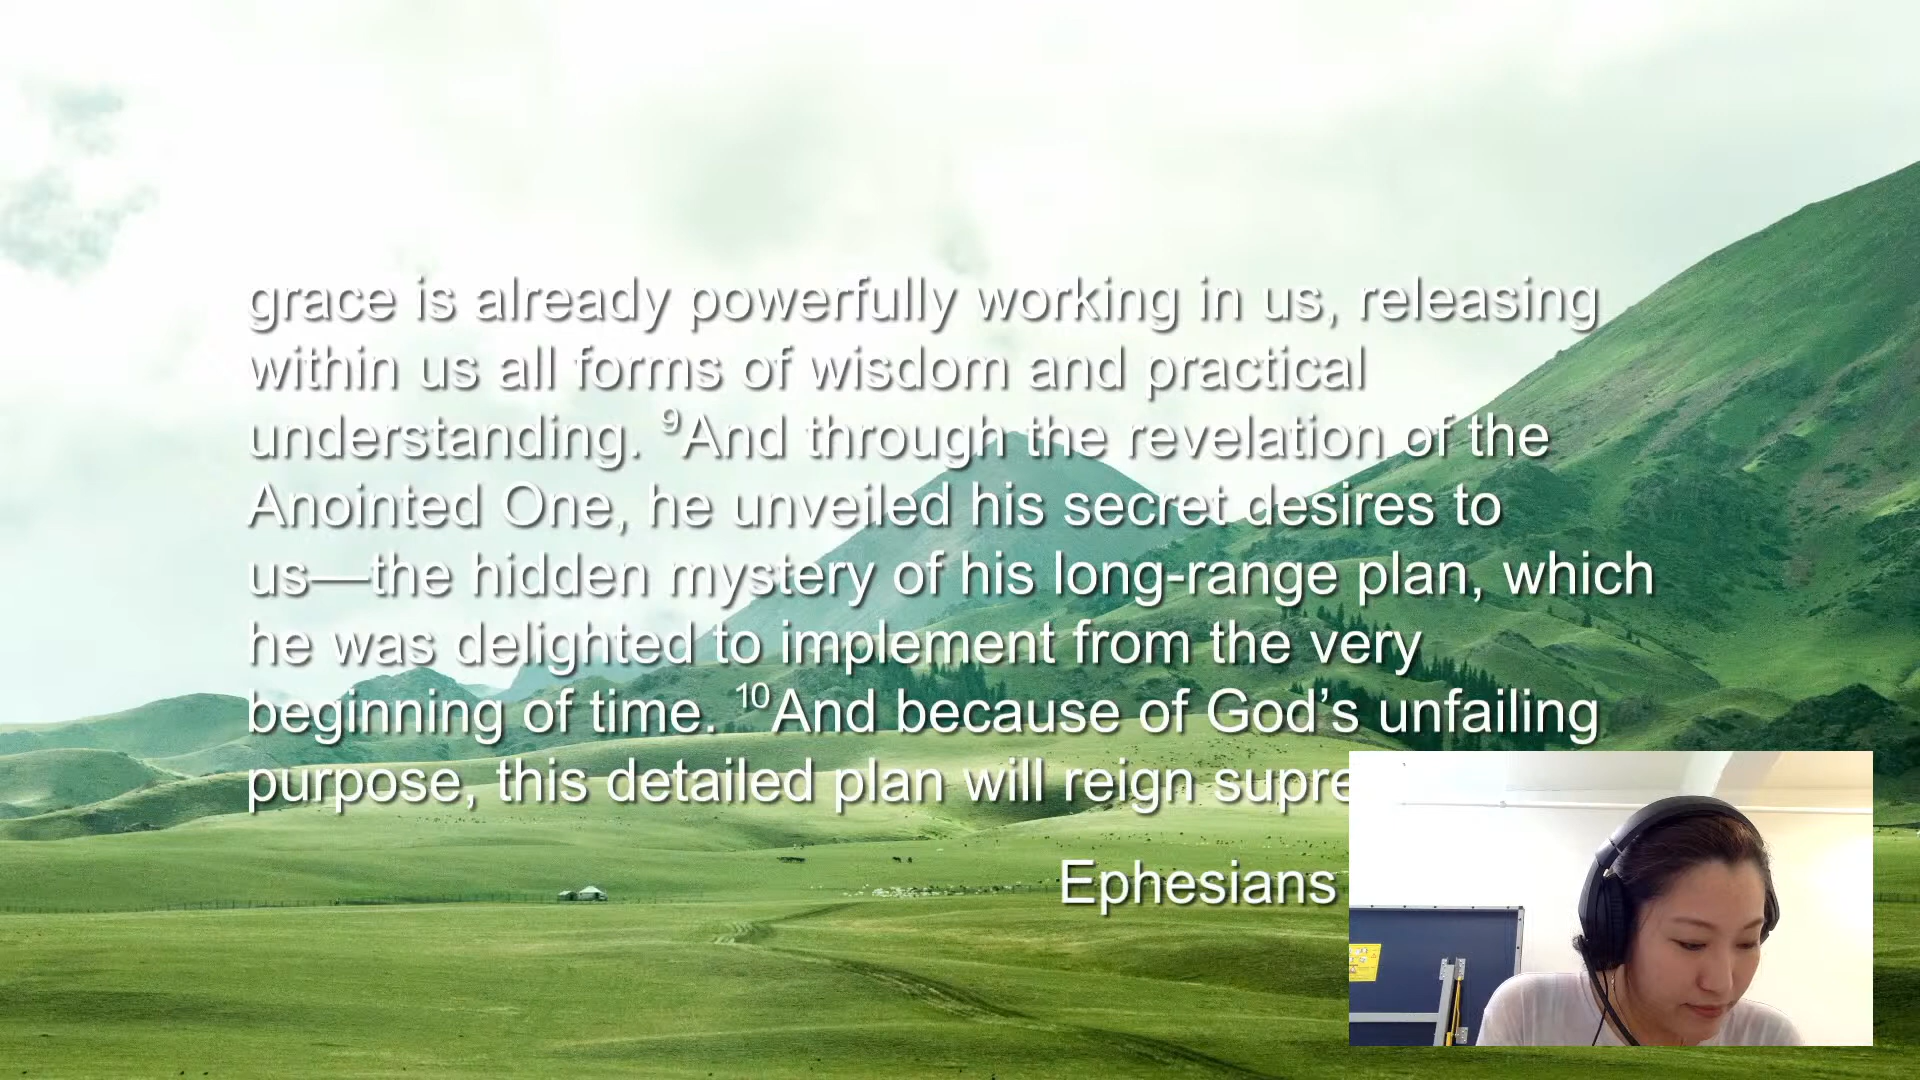 grace is already powerfully working in us, releasing
within us all forms of wisdom and practical
understanding. ⁹And through the revelation of the
Anointed One, he unveiled his secret desires to
us—the hidden mystery of his long-range plan, which
he was delighted to implement from the very
beginning of time. ¹⁰And because of God’s unfailing
purpose, this detailed plan will reign supre
Ephesians